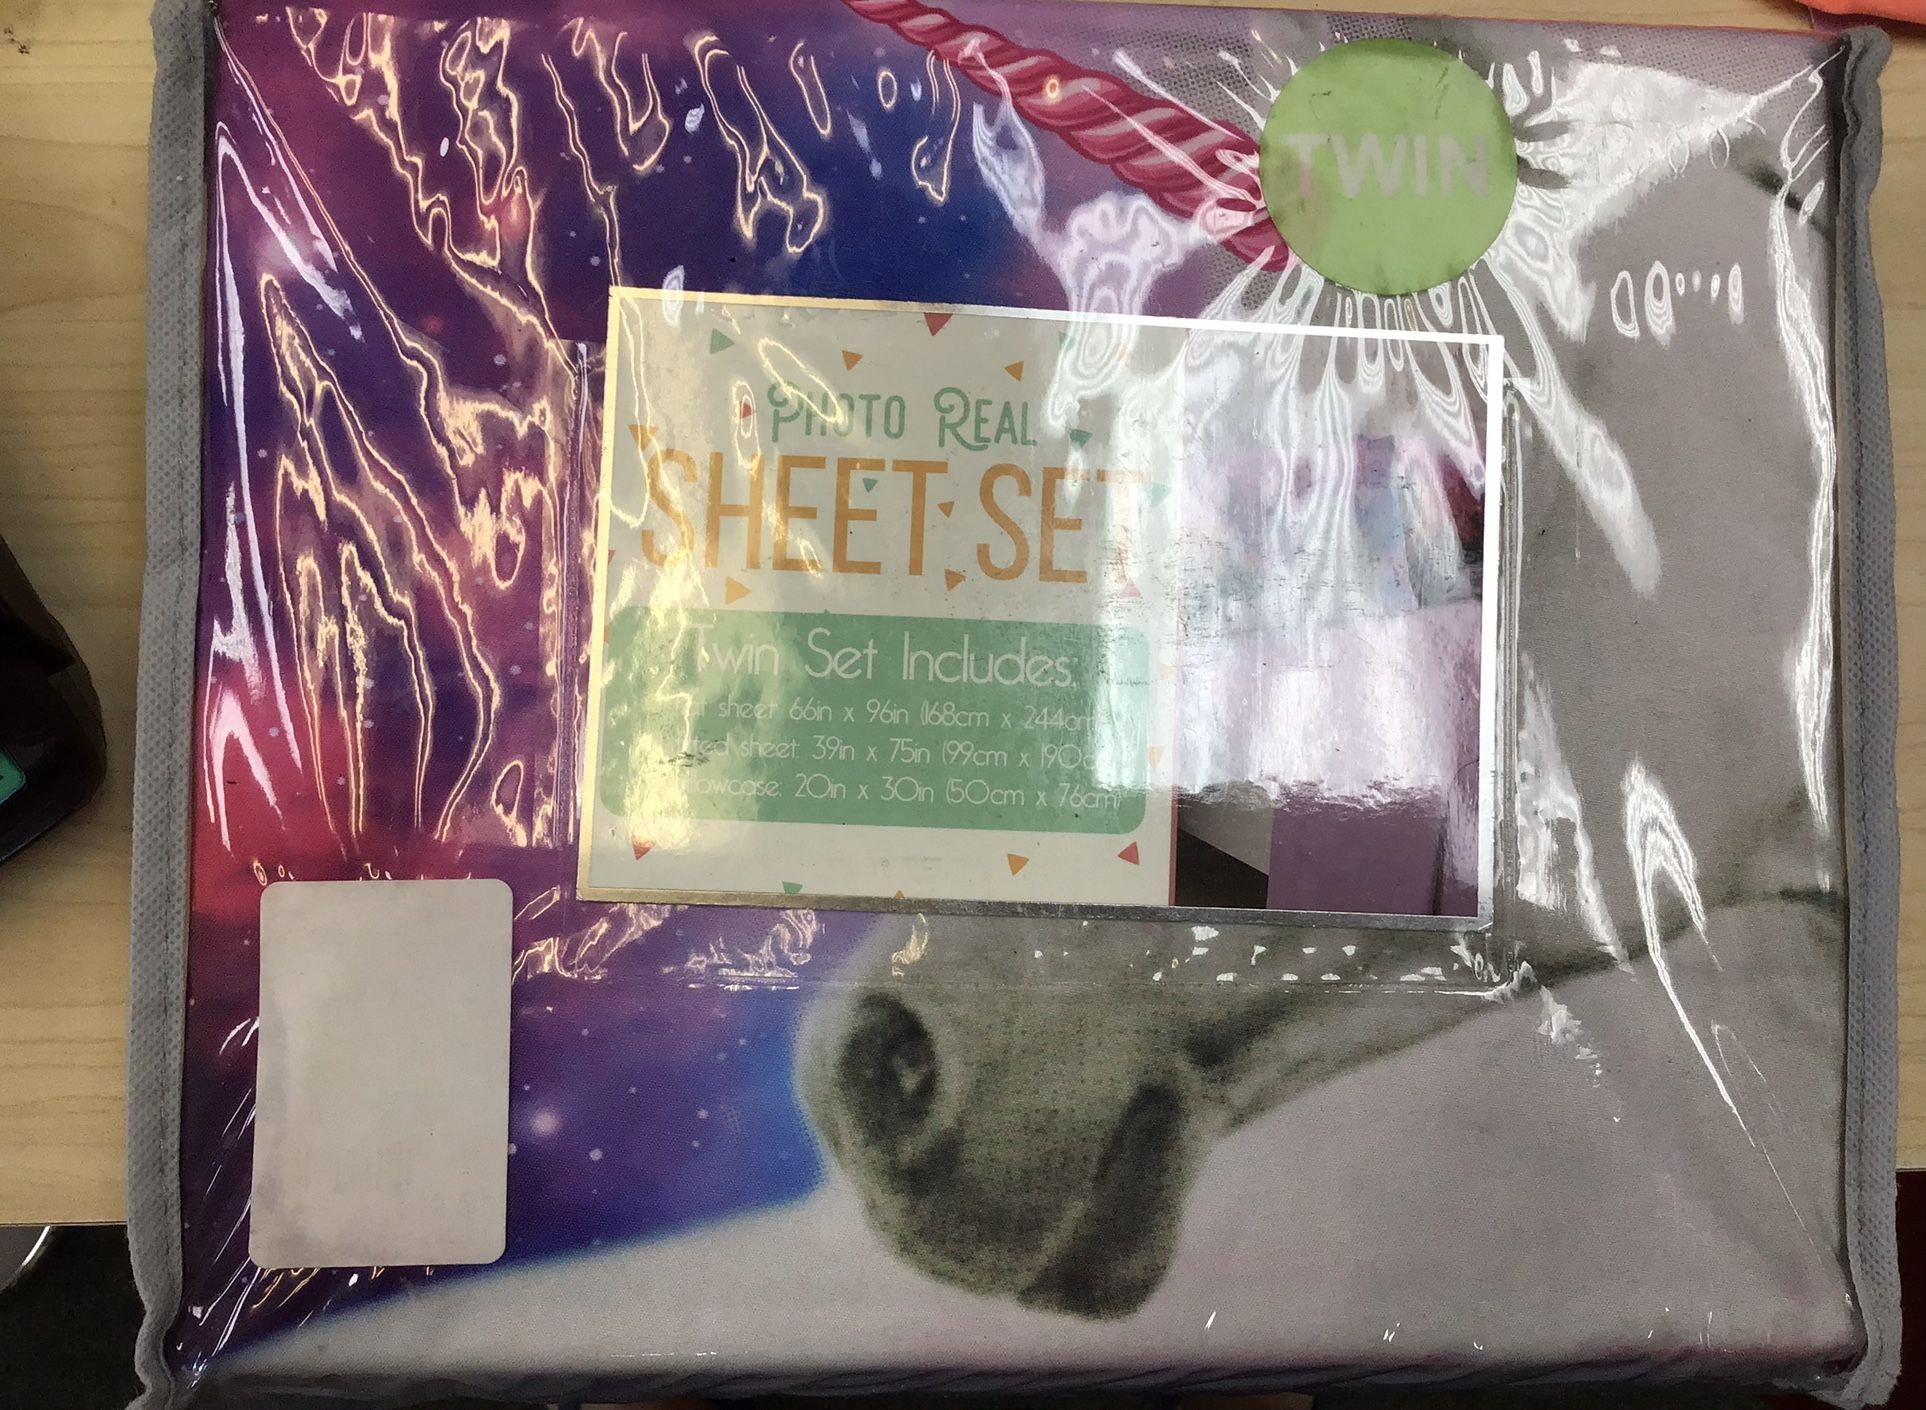 TWIN
PHOTO REAL
SHEET SET
Twin Set Includes:
sheet: 66in x 96in (168cm x 244cm)
sheet: 39in x 75in (99cm x 190
20in x 30in (50cm x 76cm)